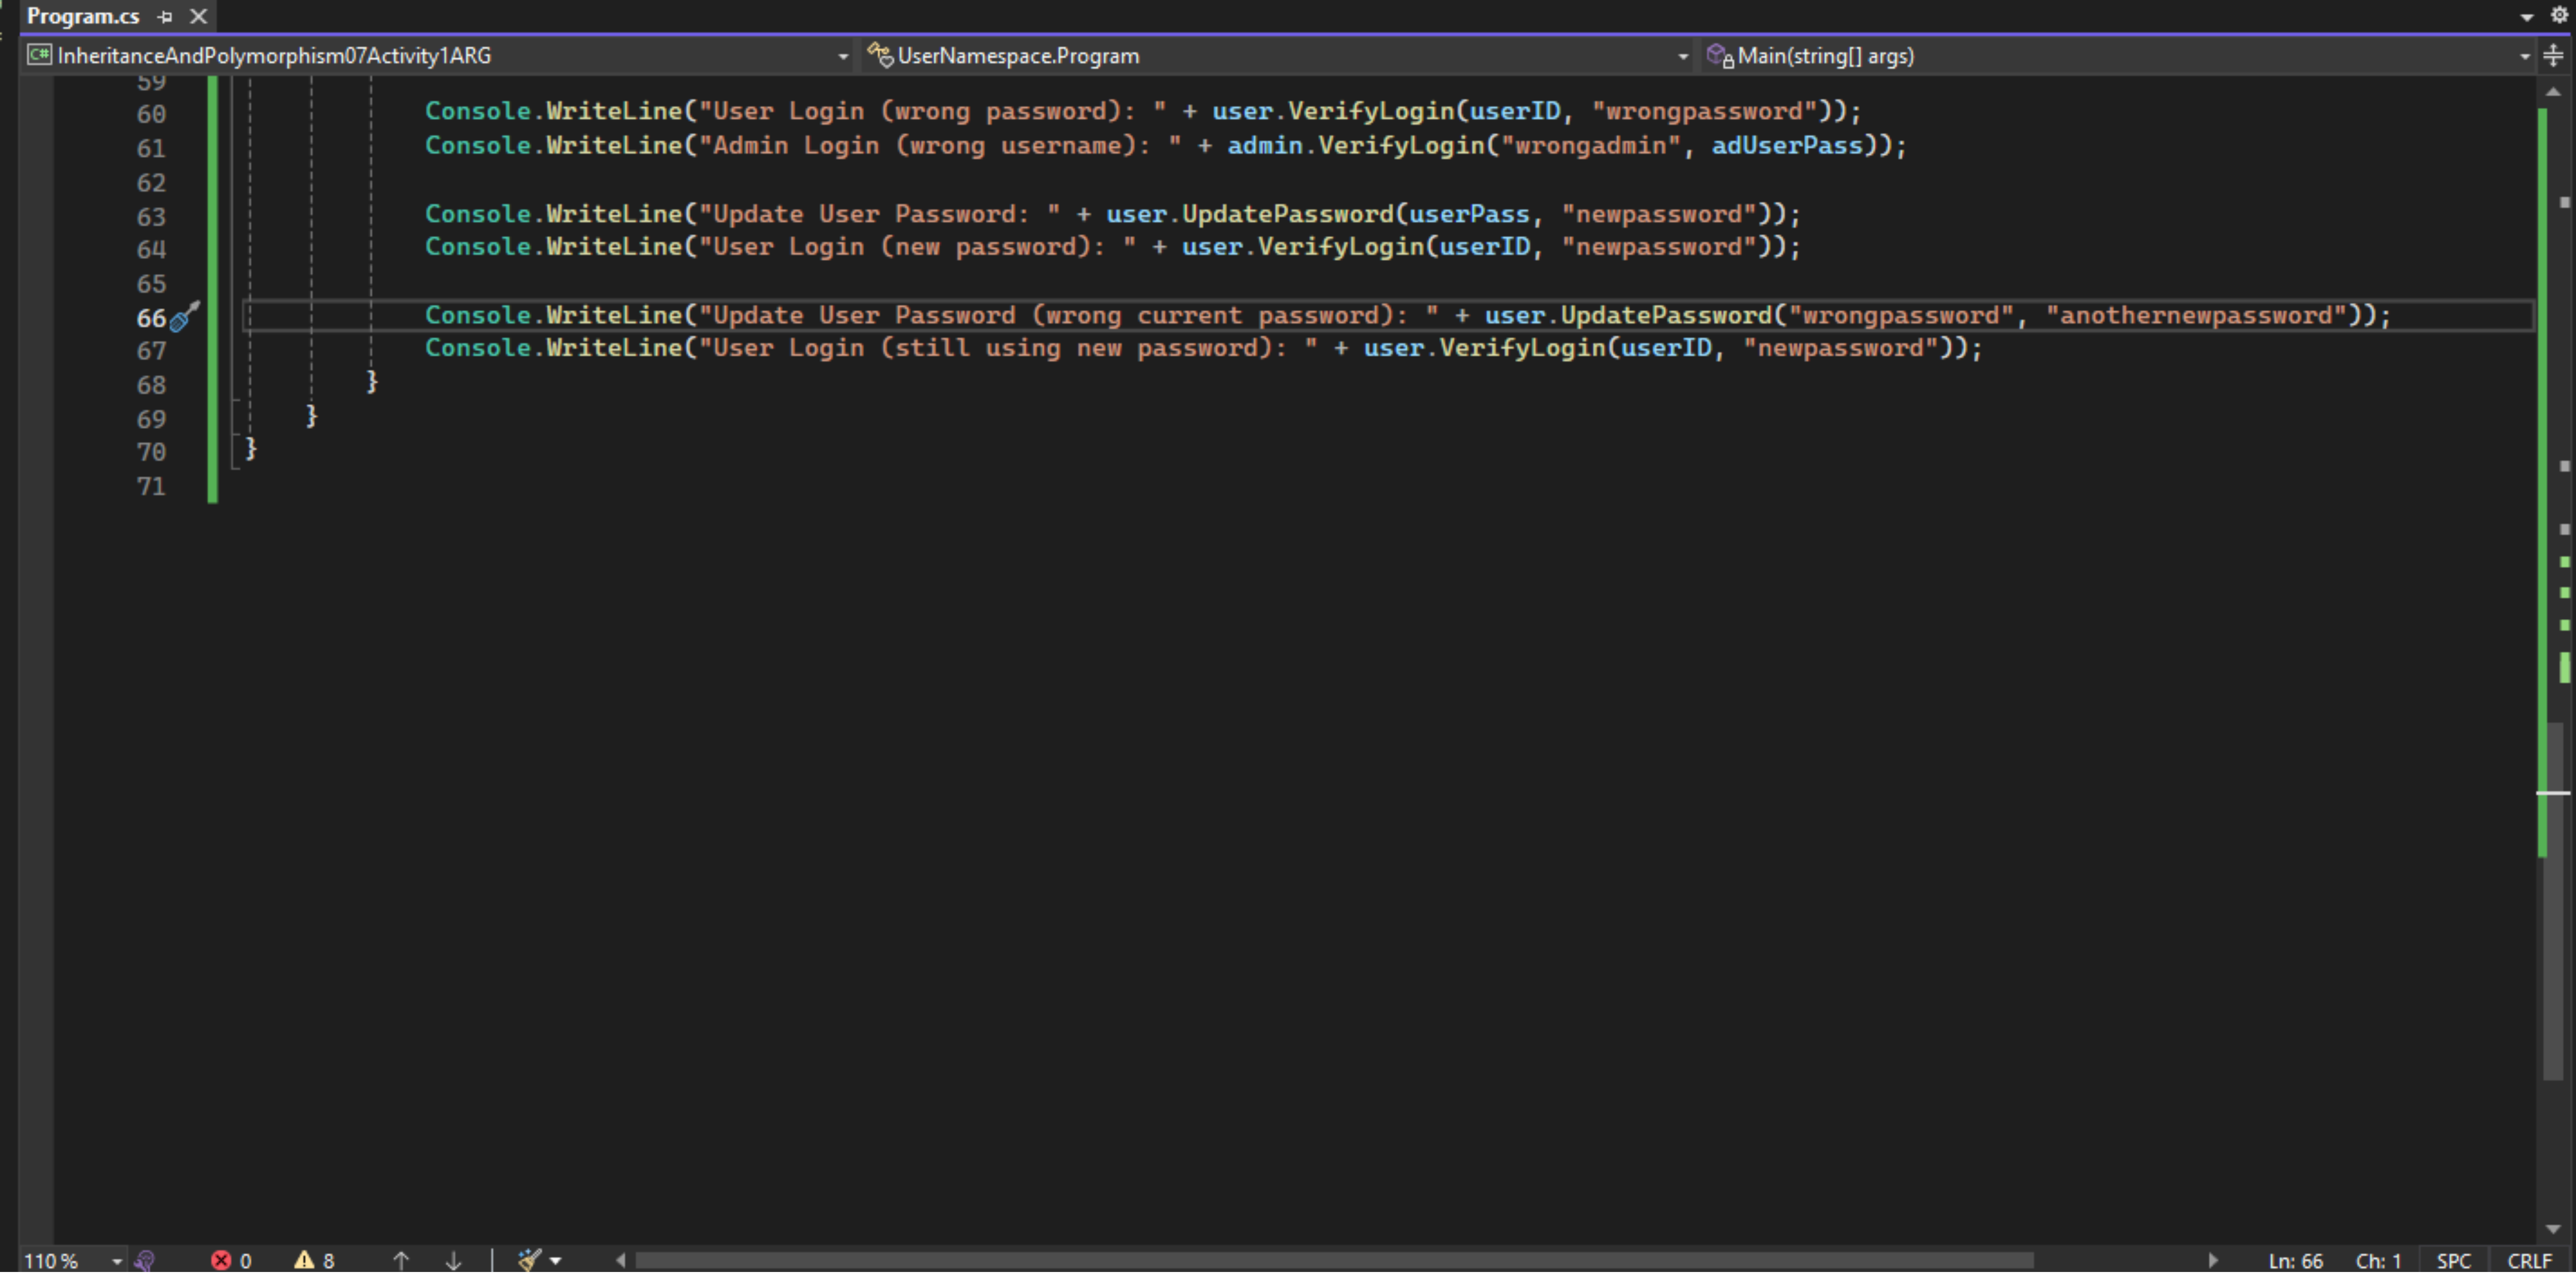 Program.cs
InheritanceAndPolymorphism07Activity1ARG UserNamespace.Program Main(string[] args)
59
60 Console.WriteLine("User Login (wrong password): " + user.VerifyLogin(userID, "wrongpassword"));
61 Console.WriteLine("Admin Login (wrong username): " + admin.VerifyLogin("wrongadmin", adUserPass));
62
63 Console.WriteLine("Update User Password: " + user.UpdatePassword(userPass, "newpassword"));
64 Console.WriteLine("User Login (new password): " + user.VerifyLogin(userID, "newpassword"));
65
66 Console.WriteLine("Update User Password (wrong current password): " + user.UpdatePassword("wrongpassword", "anothernewpassword"));
67 Console.WriteLine("User Login (still using new password): " + user.VerifyLogin(userID, "newpassword"));
68 }
69 }
70 }
71
110 % 0 8 Ln: 66 Ch: 1 SPC CRLF